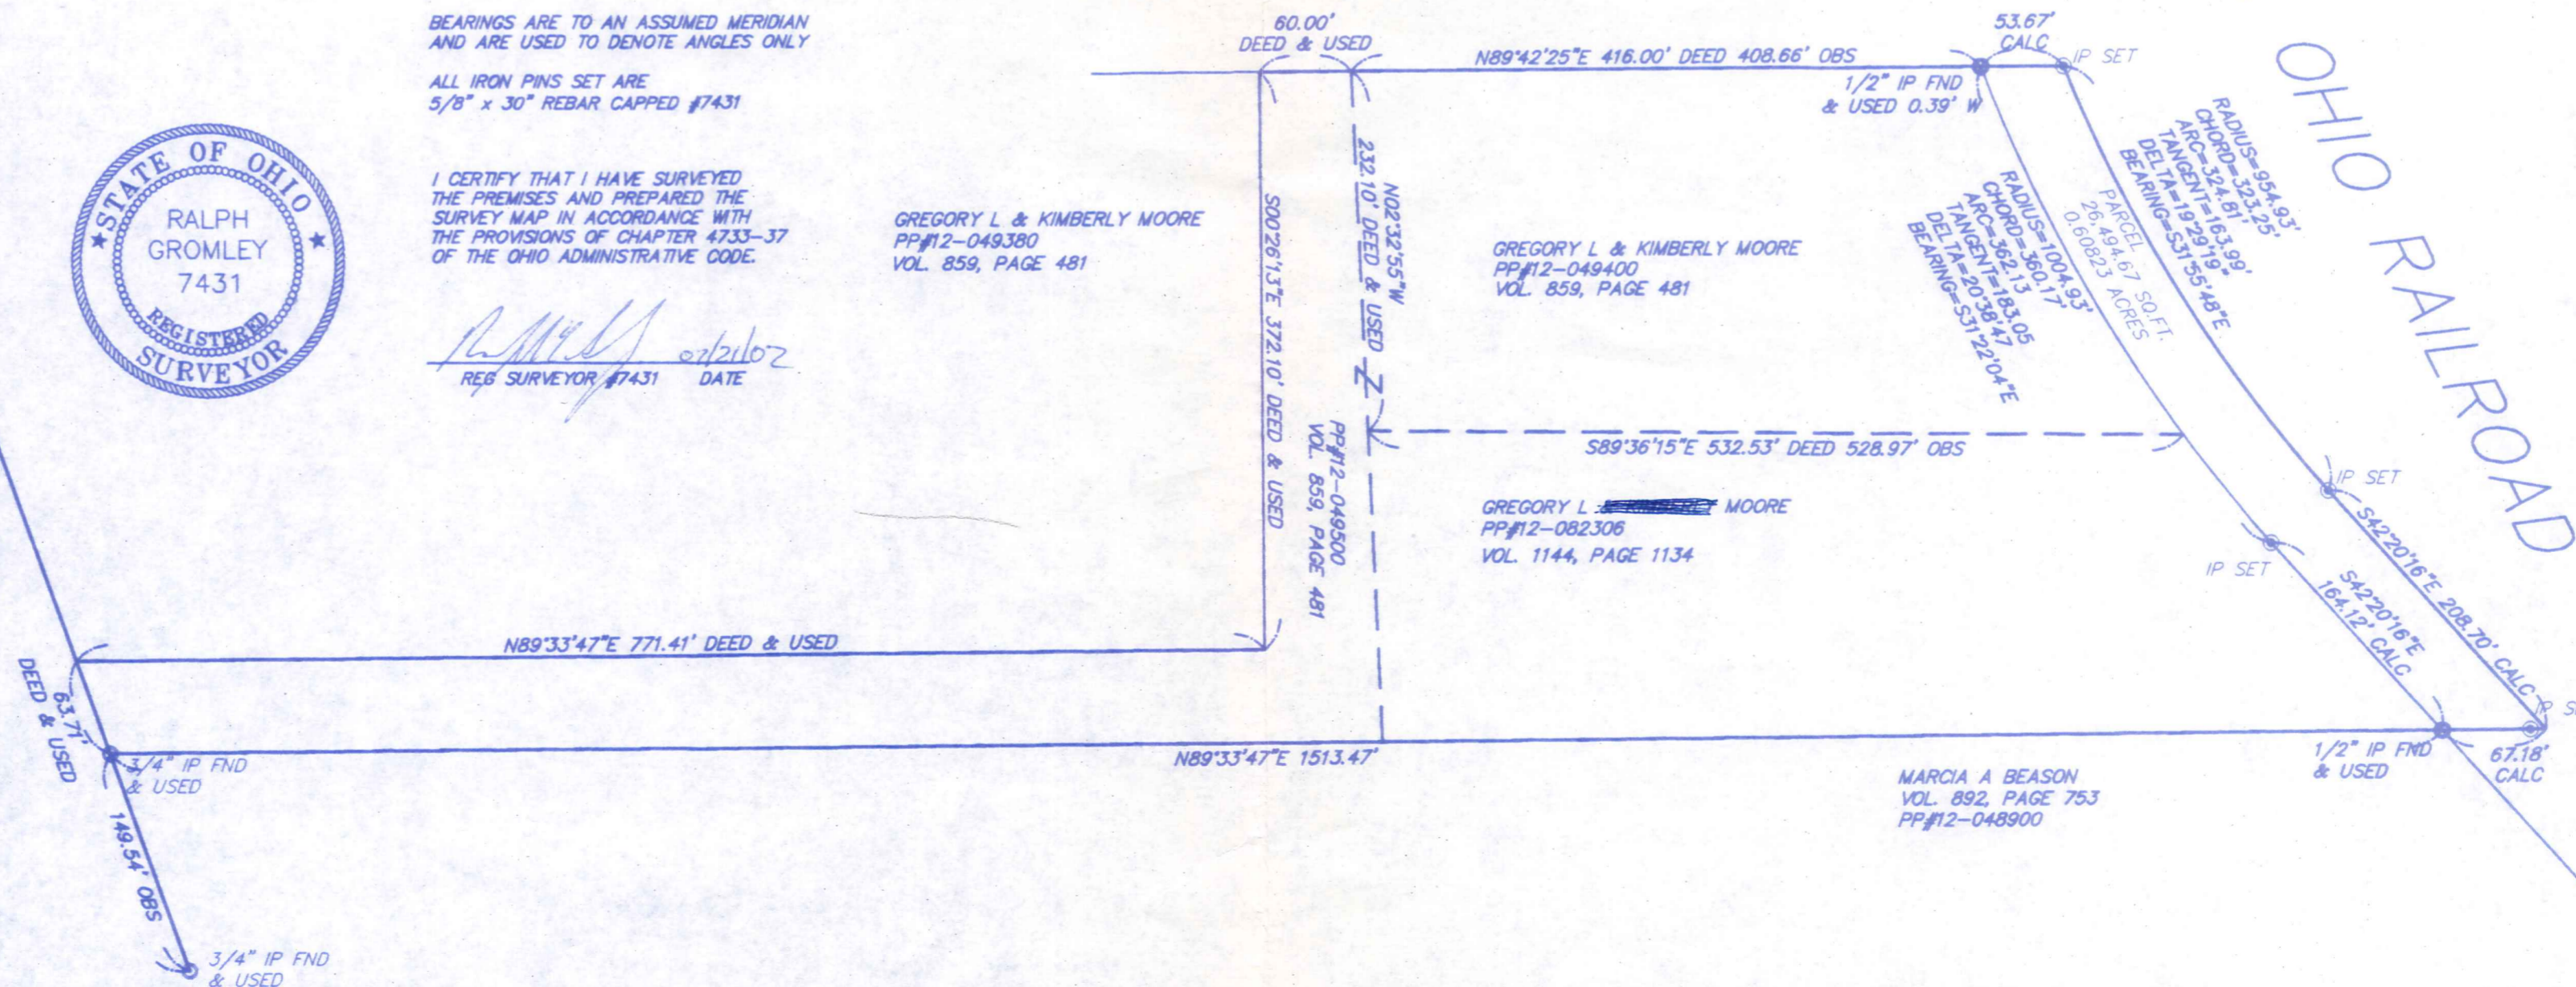 BEARINGS ARE TO AN ASSUMED MERIDIAN
AND ARE USED TO DENOTE ANGLES ONLY
ALL IRON PINS SET ARE
5/8" x 30" REBAR CAPPED #7431
STATE OF OHIO
RALPH
GROMLEY
7431
REGISTERED
SURVEYOR
I CERTIFY THAT I HAVE SURVEYED
THE PREMISES AND PREPARED THE
SURVEY MAP IN ACCORDANCE WITH
THE PROVISIONS OF CHAPTER 4733-37
OF THE OHIO ADMINISTRATIVE CODE.
REG SURVEYOR #7431 DATE
GREGORY L & KIMBERLY MOORE
PP#12-049380
VOL. 859, PAGE 481
60.00'
DEED & USED
N89°42'25"E 416.00' DEED 408.66' OBS
1/2" IP FND
& USED 0.39' W
53.67'
CALC
IP SET
OHIO RAILROAD
RADIUS=954.93'
CHORD=323.25'
ARC=324.81'
TANGENT=163.99'
DELTA=19°29'19"
BEARING=S31°55'48"E
PARCEL
26,494.67 SQ.FT.
0.60823 ACRES
RADIUS=1004.93'
CHORD=360.17'
ARC=362.13
TANGENT=183.05
DELTA=20°38'47
BEARING=S31°22'04"E
S00°26'13"E 372.10' DEED & USED
N02°32'55"W
232.10' DEED & USED
PP#12-049500
VOL. 859, PAGE 481
GREGORY L & KIMBERLY MOORE
PP#12-049400
VOL. 859, PAGE 481
S89°36'15"E 532.53' DEED 528.97' OBS
GREGORY L MOORE
PP#12-082306
VOL. 1144, PAGE 1134
IP SET
IP SET
S42°20'16"E 208.70' CALC
S42°20'16"E
164.12' CALC
N89°33'47"E 771.41' DEED & USED
63.71'
DEED & USED
3/4" IP FND
& USED
N89°33'47"E 1513.47'
1/2" IP FND
& USED
67.18'
CALC
MARCIA A BEASON
VOL. 892, PAGE 753
PP#12-048900
149.54' OBS
3/4" IP FND
& USED